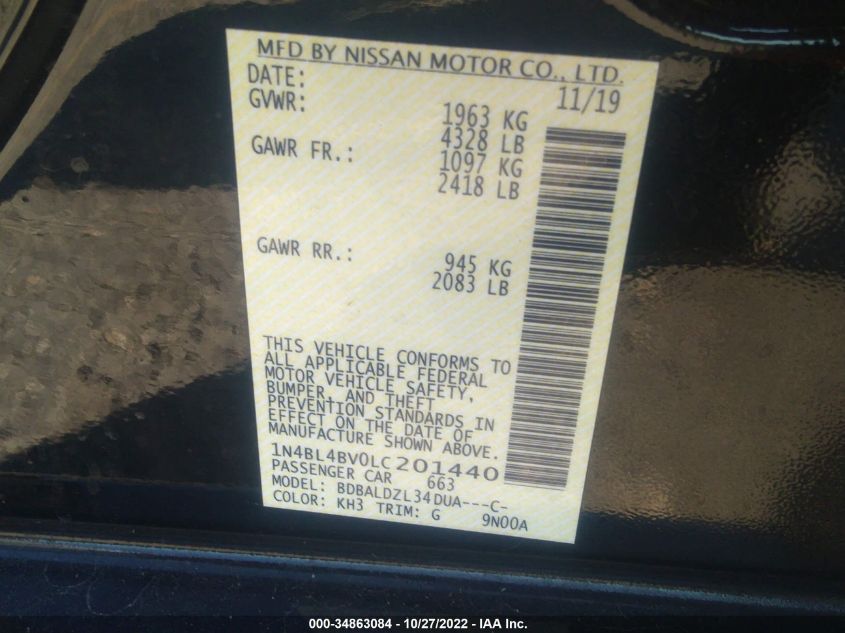 MFD BY NISSAN MOTOR CO., LTD.
DATE: 11/19
GVWR: 1963 KG
4328 LB
GAWR FR.: 1097 KG
2418 LB
GAWR RR.: 945 KG
2083 LB
THIS VEHICLE CONFORMS TO
ALL APPLICABLE FEDERAL
MOTOR VEHICLE SAFETY,
BUMPER, AND THEFT
PREVENTION STANDARDS IN
EFFECT ON THE DATE OF
MANUFACTURE SHOWN ABOVE.
1N4BL4BV0LC201440
PASSENGER CAR 663
MODEL: BDBALDZL34DUA---C-
COLOR: KH3 TRIM: G 9N00A
000-34863084 - 10/27/2022 - IAA Inc.